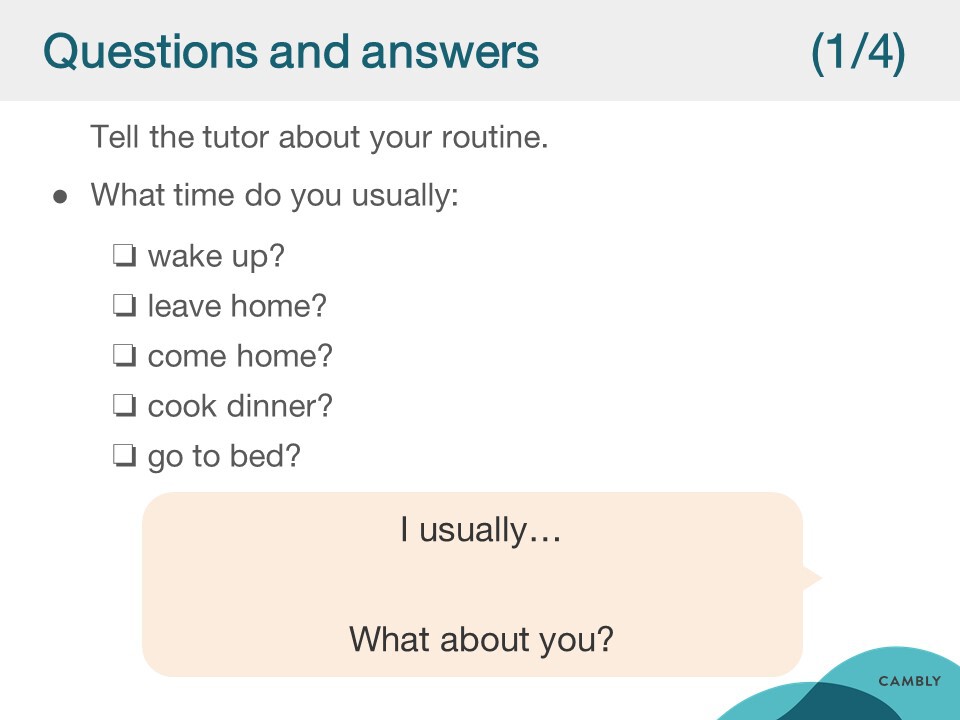 Questions and answers (1/4)
Tell the tutor about your routine.
● What time do you usually:
❏ wake up?
❏ leave home?
❏ come home?
❏ cook dinner?
❏ go to bed?
I usually…
What about you?
CAMBLY